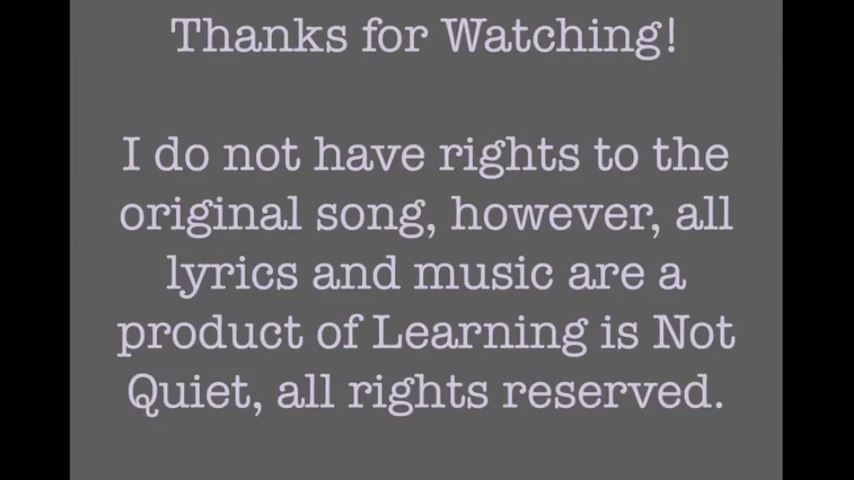 Thanks for Watching!
I do not have rights to the
original song, however, all
lyrics and music are a
product of Learning is Not
Quiet, all rights reserved.